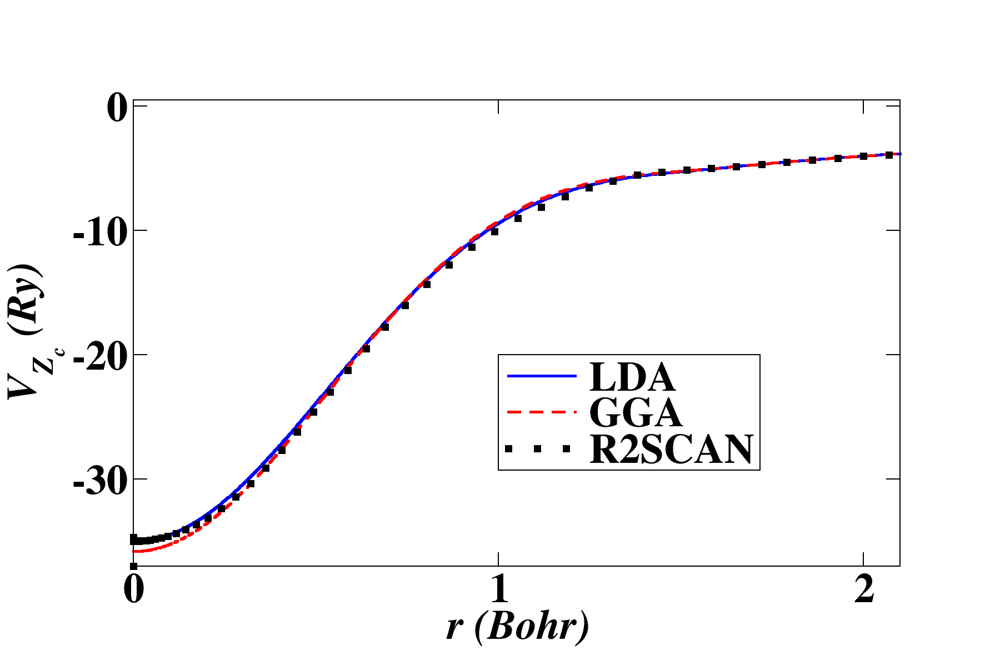 0
-10
-20
-30
V_{Z_c} (Ry)
LDA
GGA
R2SCAN
0 1 2
r (Bohr)